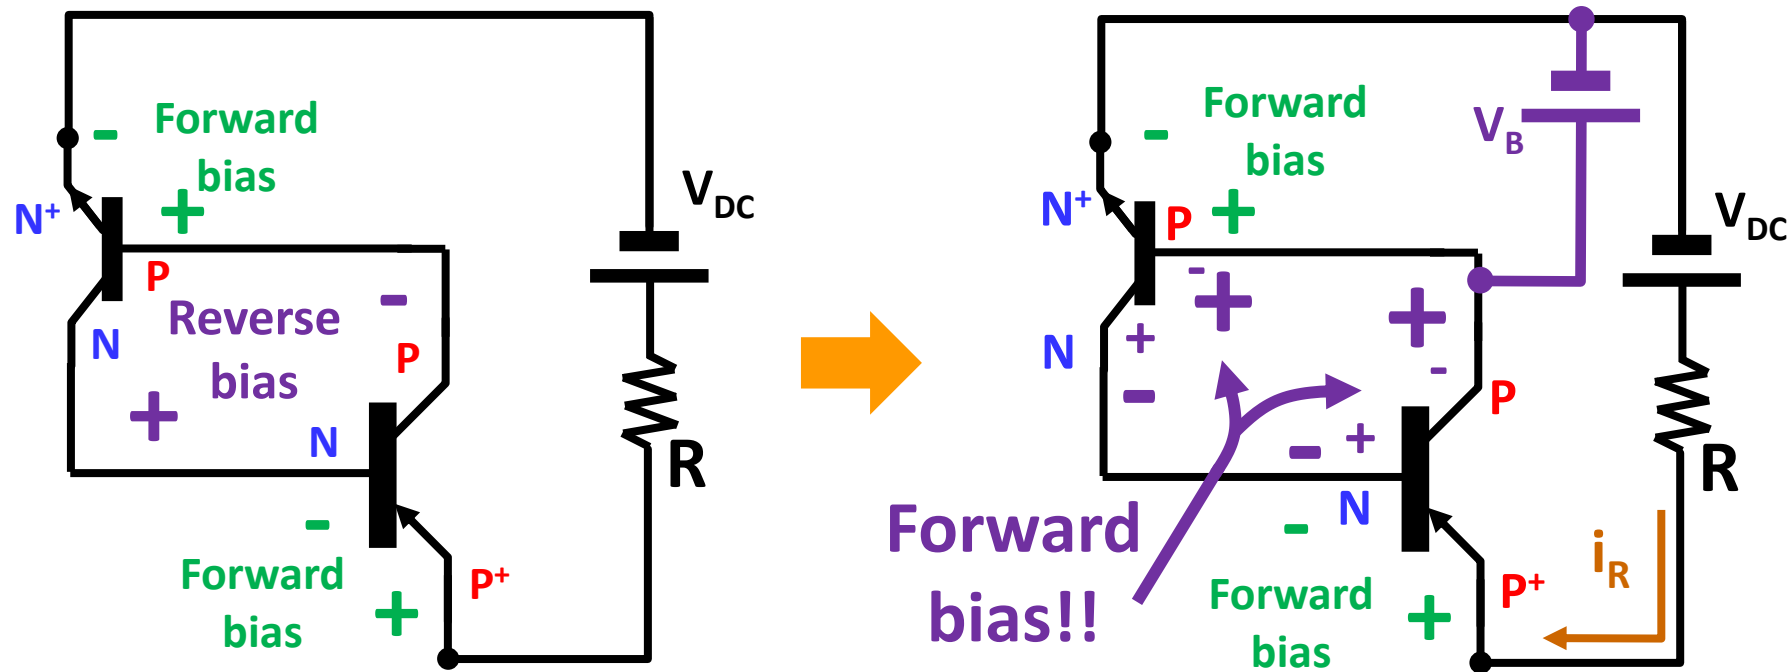 -
Forward
bias
+
N+
P
N
Reverse
bias
-
+
P
N
-
Forward
bias
+
P+
VDC
R
-
Forward
bias
+
N+
P
N
-
+
+
-
+
-
P
-
+
N
Forward
bias!!
-
Forward
bias
+
P+
VB
VDC
R
iR